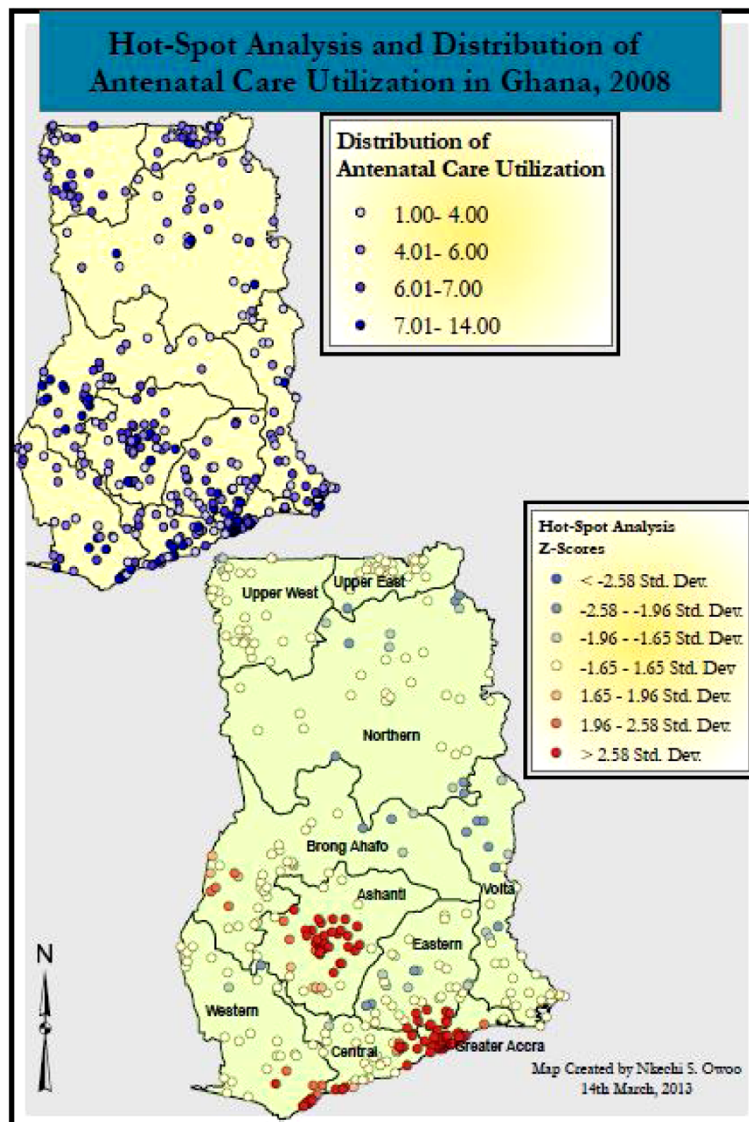 Hot-Spot Analysis and Distribution of
Antenatal Care Utilization in Ghana, 2008
Distribution of
Antenatal Care Utilization
1.00- 4.00
4.01- 6.00
6.01-7.00
7.01- 14.00
Hot-Spot Analysis
Z-Scores
< -2.58 Std. Dev.
-2.58 - -1.96 Std. Dev.
-1.96 - -1.65 Std. Dev.
-1.65 - 1.65 Std. Dev
1.65 - 1.96 Std. Dev.
1.96 - 2.58 Std. Dev.
> 2.58 Std. Dev.
Upper West
Upper East
Northern
Brong Ahafo
Ashanti
Volta
Eastern
Western
Central
Greater Accra
N
Map Created by Nkechi S. Owoo
14th March, 2013